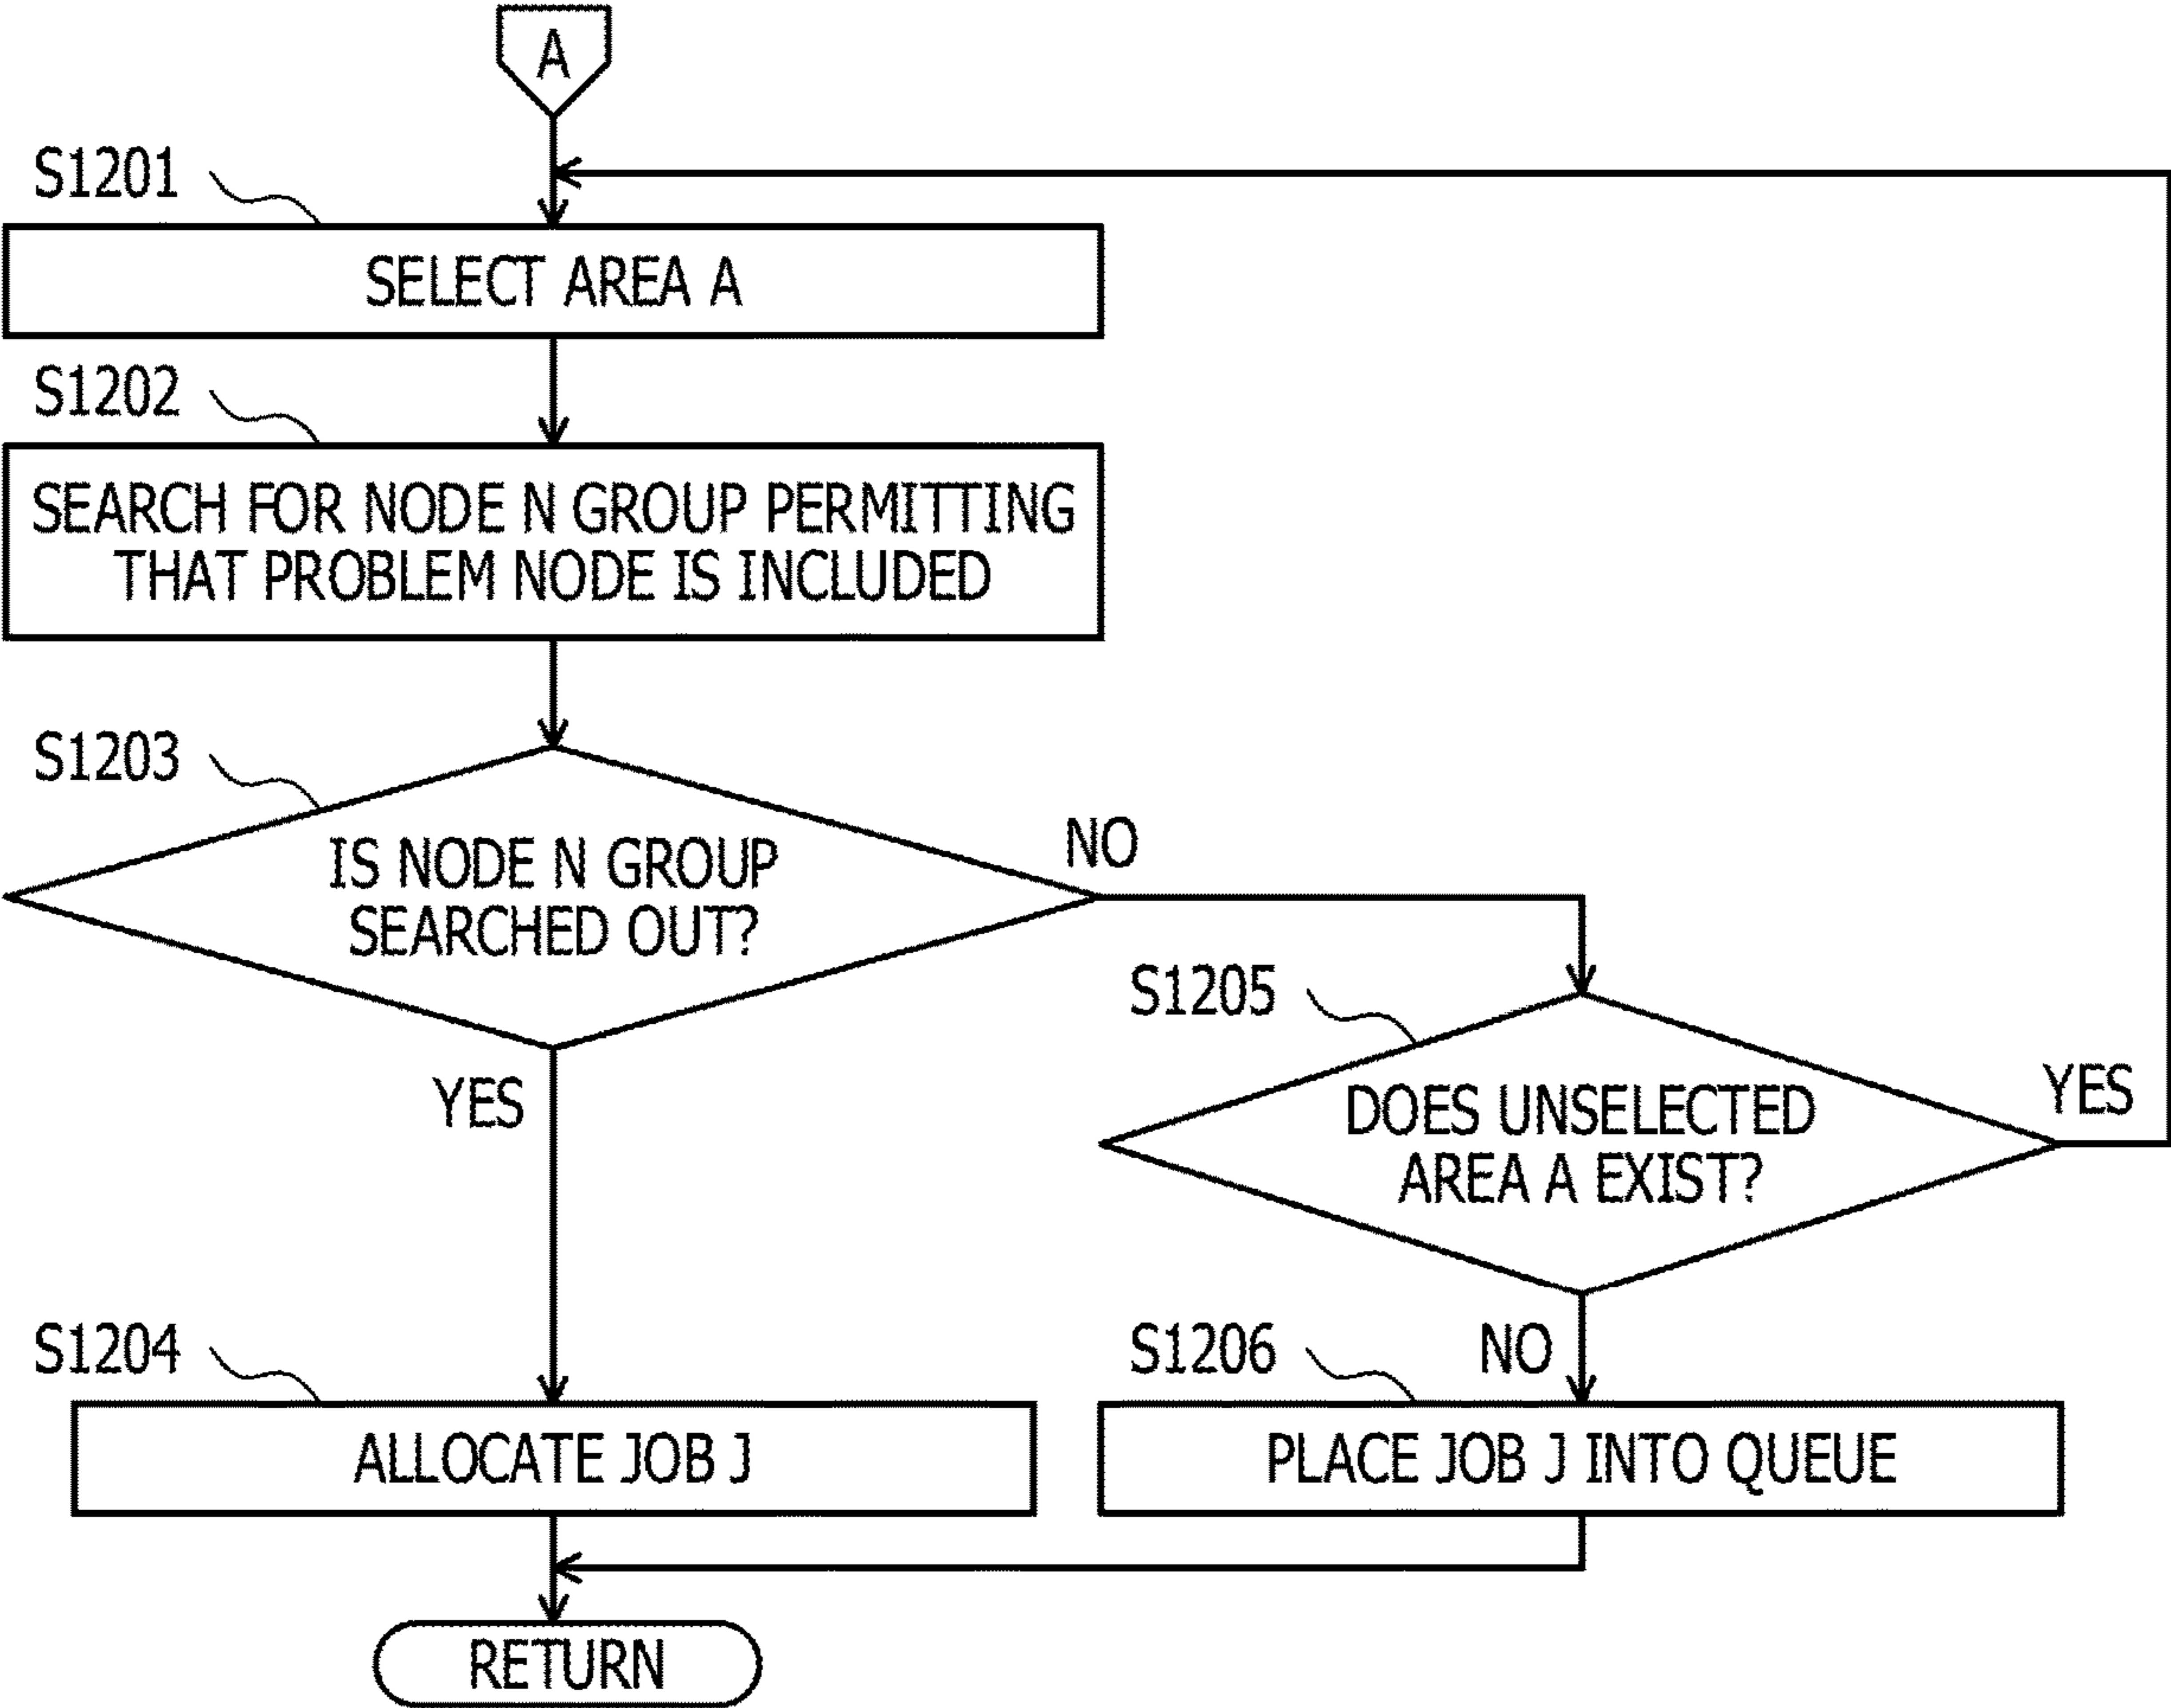 A
S1201
SELECT AREA A
S1202
SEARCH FOR NODE N GROUP PERMITTING
THAT PROBLEM NODE IS INCLUDED
S1203
IS NODE N GROUP
SEARCHED OUT?
NO
YES
S1205
DOES UNSELECTED
AREA A EXIST?
YES
NO
S1204
ALLOCATE JOB J
S1206
PLACE JOB J INTO QUEUE
RETURN